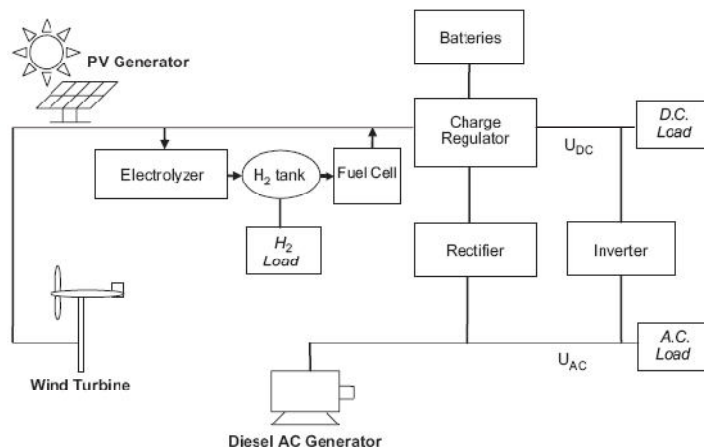 Batteries
PV Generator
Charge
Regulator
D.C.
Load
U_DC
Electrolyzer
H₂ tank
Fuel Cell
H₂
Load
Rectifier
Inverter
A.C.
Load
U_AC
Wind Turbine
Diesel AC Generator